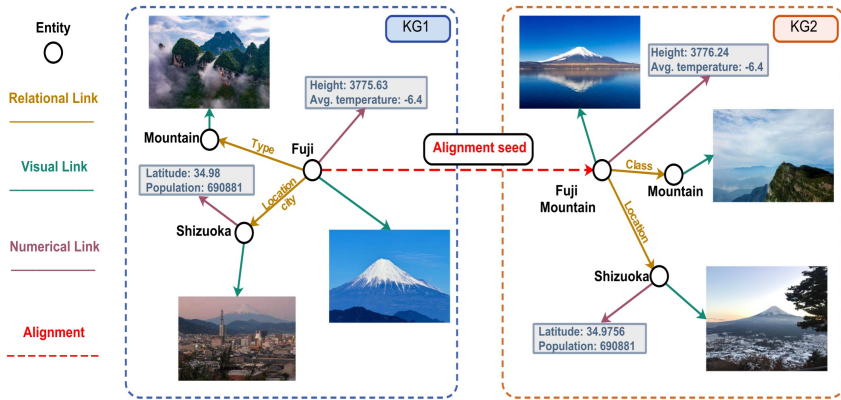 Entity
Relational Link
Visual Link
Numerical Link
Alignment
KG1
Height: 3775.63
Avg. temperature: -6.4
Mountain
Type
Fuji
Latitude: 34.98
Population: 690881
Location
city
Shizuoka
Alignment seed
KG2
Height: 3776.24
Avg. temperature: -6.4
Class
Mountain
Fuji
Mountain
Location
Shizuoka
Latitude: 34.9756
Population: 690881